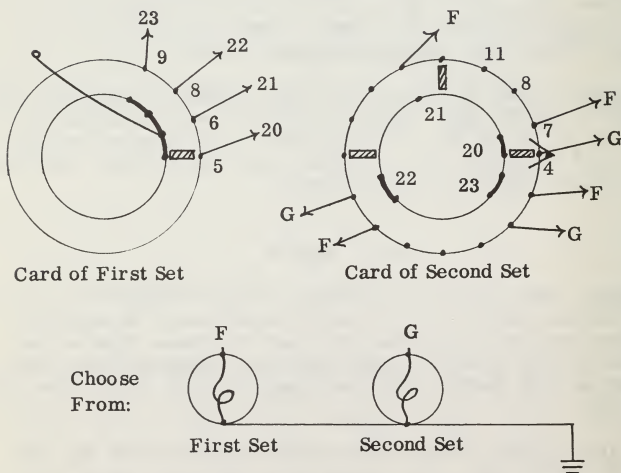 23
9
22
8
21
6
20
5
Card of First Set
F
11
8
F
7
G
21
20
4
22
23
F
G
G
F
Card of Second Set
Choose
From:
F
G
First Set
Second Set